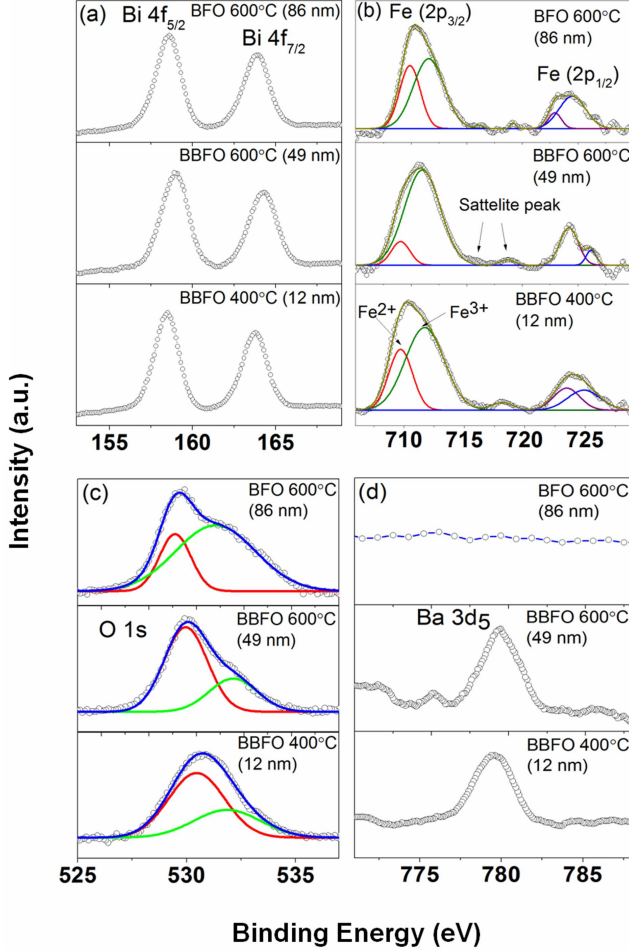 (a)
BFO 600°C (86 nm)
Bi 4f5/2
Bi 4f7/2
BBFO 600°C (49 nm)
BBFO 400°C (12 nm)
155 160 165
(b)
Fe (2p3/2)
BFO 600°C
(86 nm)
Fe (2p1/2)
BBFO 600°C
(49 nm)
Sattelite peak
BBFO 400°C
(12 nm)
Fe2+
Fe3+
710 715 720 725
Intensity (a.u.)
(c)
BFO 600°C
(86 nm)
O 1s
BBFO 600°C
(49 nm)
BBFO 400°C
(12 nm)
525 530 535
(d)
BFO 600°C
(86 nm)
Ba 3d5
BBFO 600°C
(49 nm)
BBFO 400°C
(12 nm)
775 780 785
Binding Energy (eV)